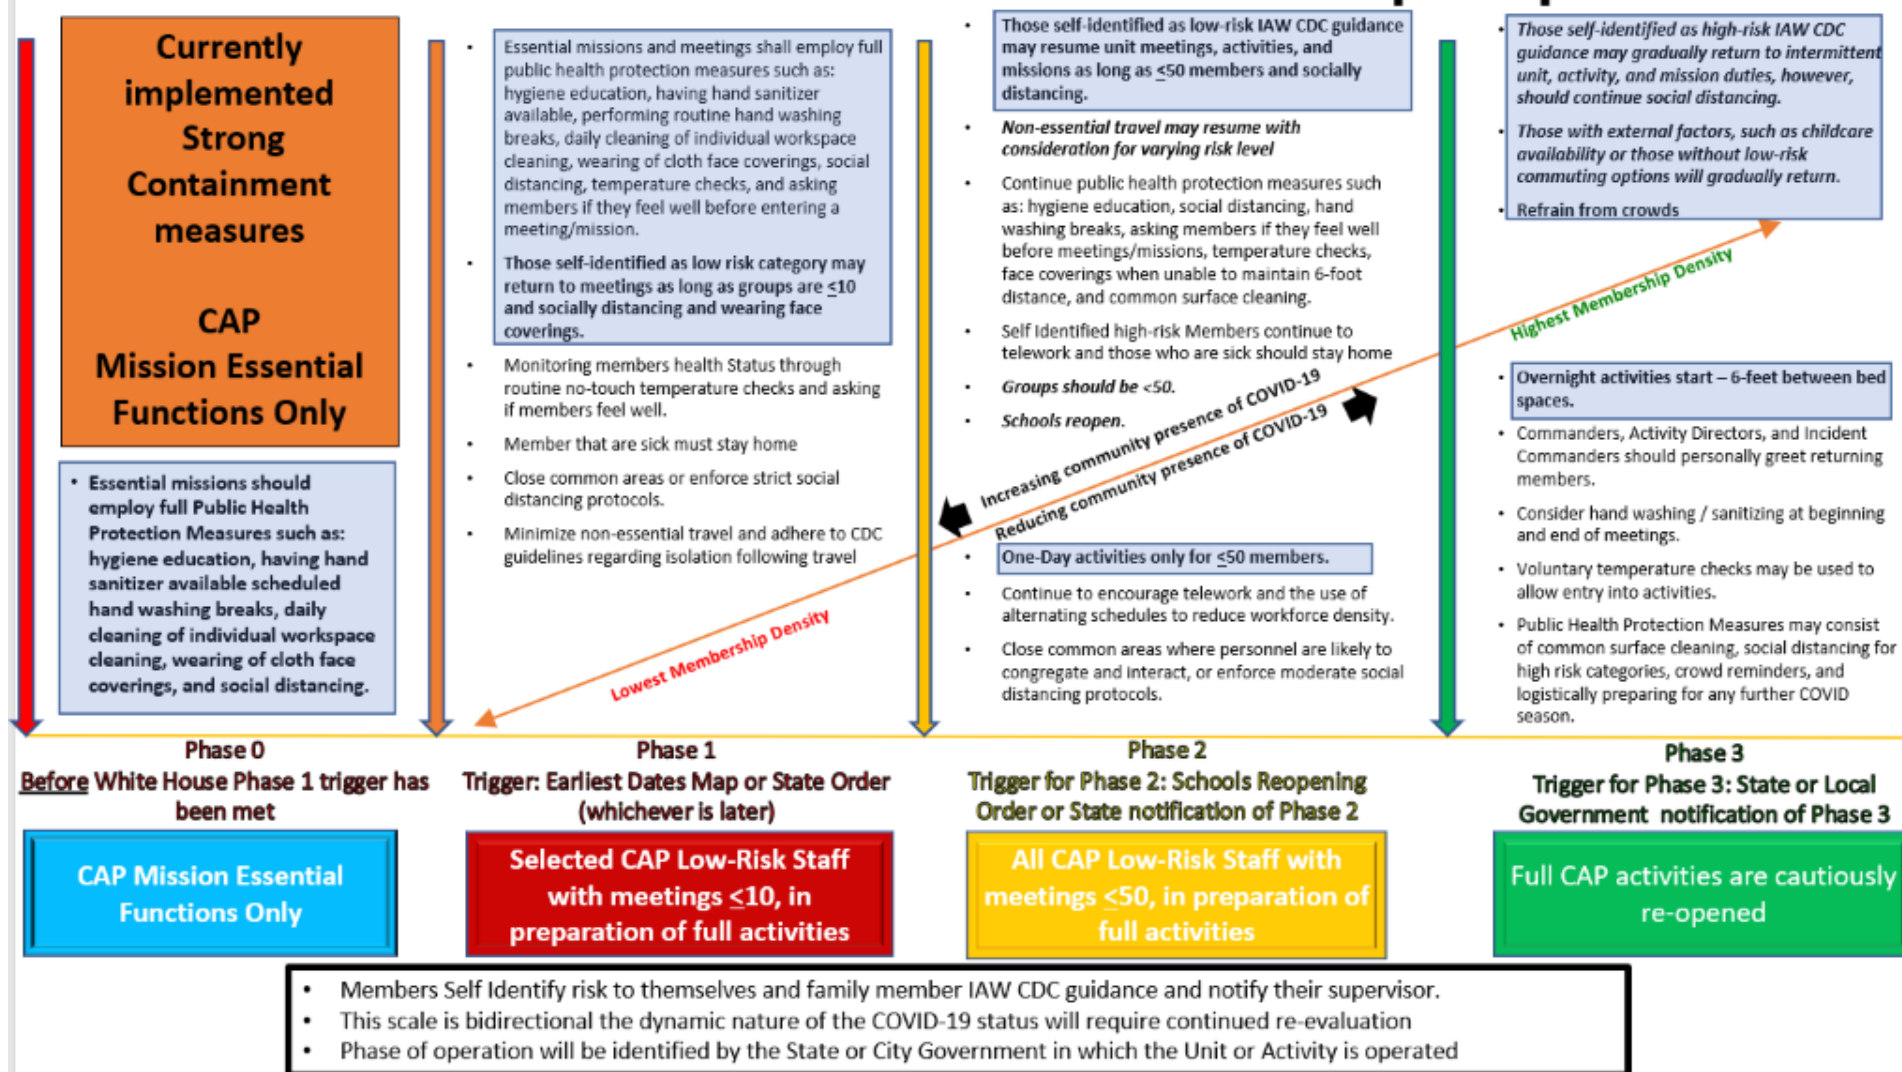 Currently
implemented
Strong
Containment
measures
CAP
Mission Essential
Functions Only
• Essential missions should
employ full Public Health
Protection Measures such as:
hygiene education, having hand
sanitizer available scheduled
hand washing breaks, daily
cleaning of individual workspace
cleaning, wearing of cloth face
coverings, and social distancing.
• Essential missions and meetings shall employ full
public health protection measures such as:
hygiene education, having hand sanitizer
available, performing routine hand washing
breaks, daily cleaning of individual workspace
cleaning, wearing of cloth face coverings, social
distancing, temperature checks, and asking
members if they feel well before entering a
meeting/mission.
• Those self-identified as low risk category may
return to meetings as long as groups are ≤10
and socially distancing and wearing face
coverings.
• Monitoring members health Status through
routine no-touch temperature checks and asking
if members feel well.
• Member that are sick must stay home
• Close common areas or enforce strict social
distancing protocols.
• Minimize non-essential travel and adhere to CDC
guidelines regarding isolation following travel
Lowest Membership Density
• Those self-identified as low-risk IAW CDC guidance
may resume unit meetings, activities, and
missions as long as ≤50 members and socially
distancing.
• Non-essential travel may resume with
consideration for varying risk level
• Continue public health protection measures such
as: hygiene education, social distancing, hand
washing breaks, asking members if they feel well
before meetings/missions, temperature checks,
face coverings when unable to maintain 6-foot
distance, and common surface cleaning.
• Self Identified high-risk Members continue to
telework and those who are sick should stay home
• Groups should be <50.
• Schools reopen.
Increasing community presence of COVID-19
Reducing community presence of COVID-19
• One-Day activities only for ≤50 members.
• Continue to encourage telework and the use of
alternating schedules to reduce workforce density.
• Close common areas where personnel are likely to
congregate and interact, or enforce moderate social
distancing protocols.
• Those self-identified as high-risk IAW CDC
guidance may gradually return to intermittent
unit, activity, and mission duties, however,
should continue social distancing.
• Those with external factors, such as childcare
availability or those without low-risk
commuting options will gradually return.
• Refrain from crowds
Highest Membership Density
• Overnight activities start – 6-feet between bed
spaces.
• Commanders, Activity Directors, and Incident
Commanders should personally greet returning
members.
• Consider hand washing / sanitizing at beginning
and end of meetings.
• Voluntary temperature checks may be used to
allow entry into activities.
• Public Health Protection Measures may consist
of common surface cleaning, social distancing for
high risk categories, crowd reminders, and
logistically preparing for any further COVID
season.
Phase 0
Before White House Phase 1 trigger has
been met
CAP Mission Essential
Functions Only
Phase 1
Trigger: Earliest Dates Map or State Order
(whichever is later)
Selected CAP Low-Risk Staff
with meetings ≤10, in
preparation of full activities
Phase 2
Trigger for Phase 2: Schools Reopening
Order or State notification of Phase 2
All CAP Low-Risk Staff with
meetings ≤50, in preparation of
full activities
Phase 3
Trigger for Phase 3: State or Local
Government notification of Phase 3
Full CAP activities are cautiously
re-opened
• Members Self Identify risk to themselves and family member IAW CDC guidance and notify their supervisor.
• This scale is bidirectional the dynamic nature of the COVID-19 status will require continued re-evaluation
• Phase of operation will be identified by the State or City Government in which the Unit or Activity is operated